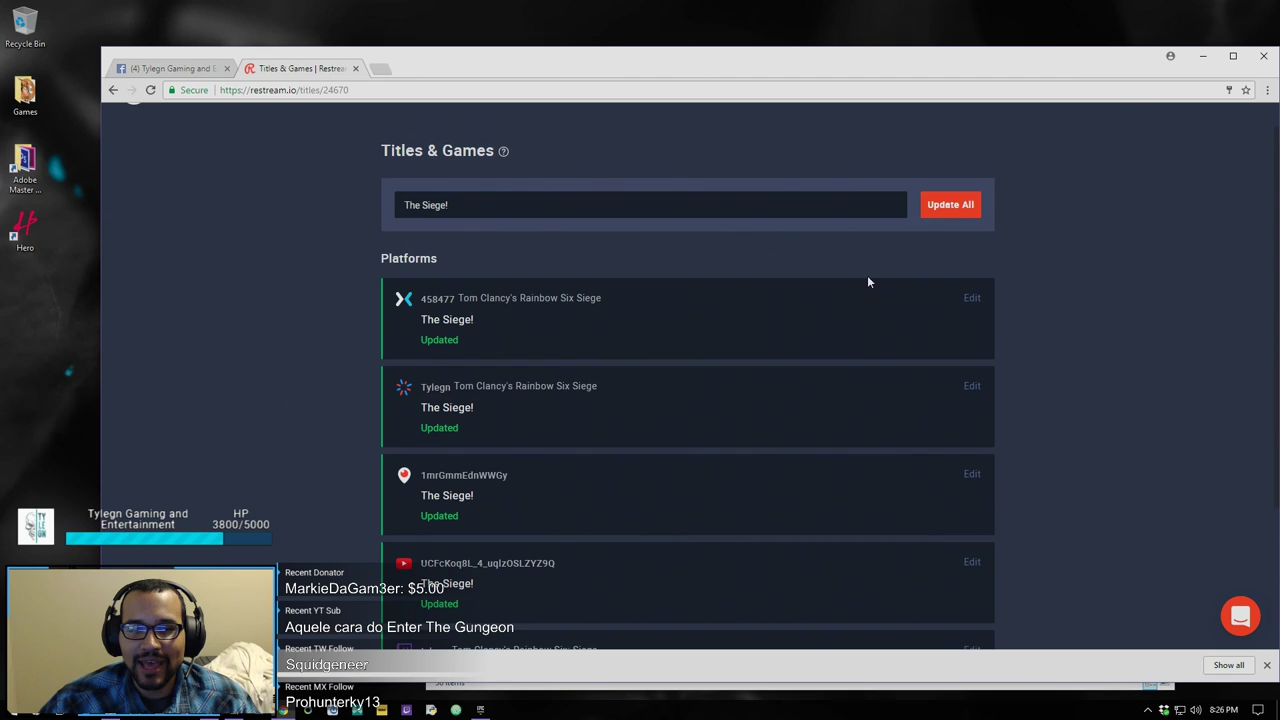 Recycle Bin
Games
Adobe
Master ...
Hero
(4) Tylegn Gaming and E
Titles & Games | Restrea
Secure
https://restream.io/titles/24670
Titles & Games
The Siege!
Update All
Platforms
458477 Tom Clancy's Rainbow Six Siege
Edit
The Siege!
Updated
Tylegn Tom Clancy's Rainbow Six Siege
Edit
The Siege!
Updated
1mrGmmEdnWWGy
Edit
The Siege!
Updated
UCFcKoq8L_4_uqlzOSLZYZ9Q
Edit
The Siege!
Updated
Tylegn Gaming and
Entertainment
HP
3800/5000
Recent Donator
MarkieDaGam3er: $5.00
Recent YT Sub
Aquele cara do Enter The Gungeon
Recent TW Follow
Squidgeneer
Recent MX Follow
Prohunterky13
Show all
8:26 PM